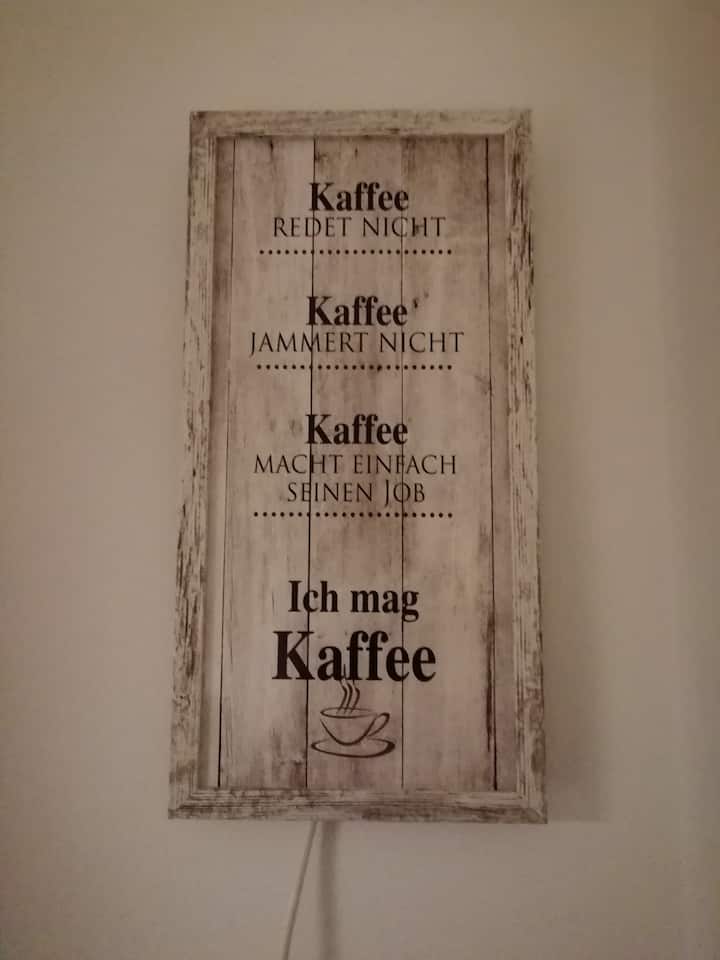 Kaffee
REDET NICHT
Kaffee
JAMMERT NICHT
Kaffee
MACHT EINFACH
SEINEN JOB
Ich mag
Kaffee